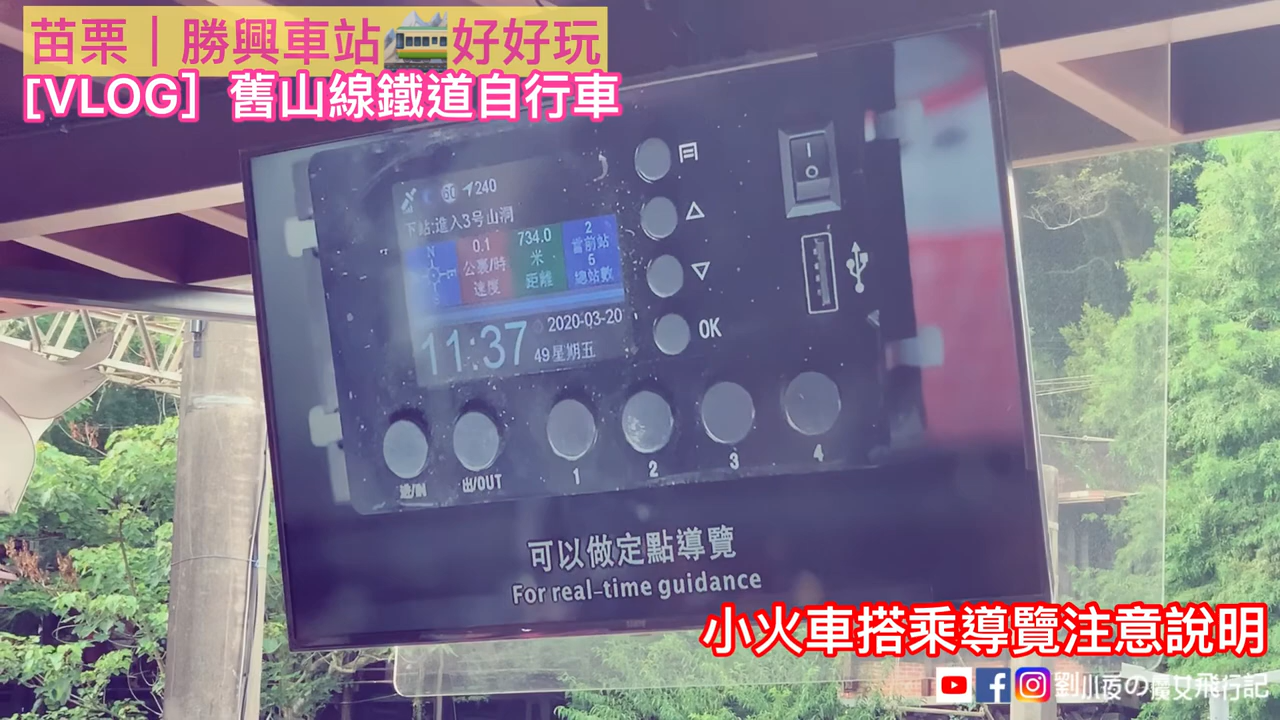 苗栗｜勝興車站🚞好好玩
[VLOG] 舊山線鐵道自行車
60 240
下站:進入3号山洞
N
0.1
公裏/時
速度
734.0
米
距離
2
當前站
5
總站數
11:37
2020-03-20
49星期五
OK
進/IN
出/OUT
1
2
3
4
可以做定點導覽
For real-time guidance
小火車搭乘導覽注意說明
劉小夜の魔女飛行記